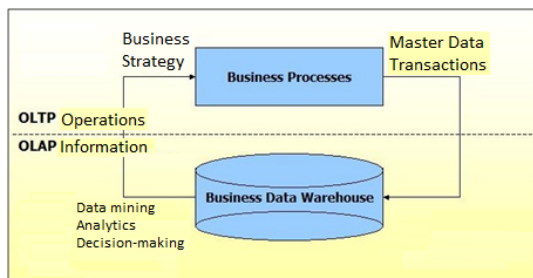 Business
Strategy
Business Processes
Master Data
Transactions
OLTP Operations
OLAP Information
Business Data Warehouse
Data mining
Analytics
Decision-making